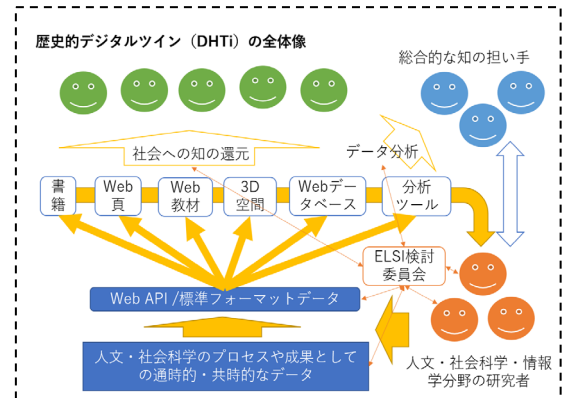 歴史的デジタルツイン（DHTi）の全体像
総合的な知の担い手
社会への知の還元
データ分析
書
籍
Web
頁
Web
教材
3D
空間
Webデー
タベース
分析
ツール
ELSI検討
委員会
Web API /標準フォーマットデータ
人文・社会科学のプロセスや成果として
の通時的・共時的なデータ
人文・社会科学・情報
学分野の研究者